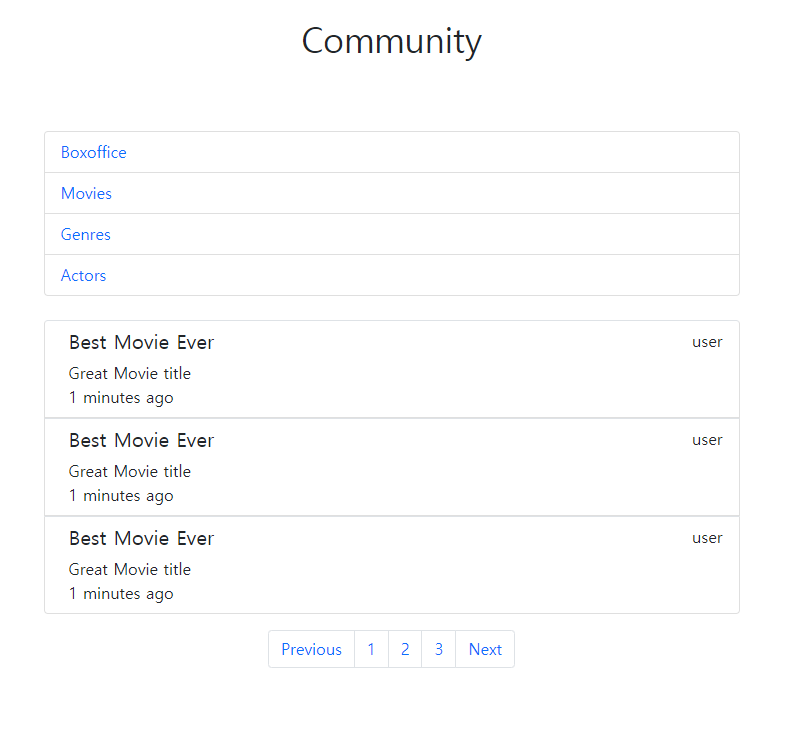 Community
Boxoffice
Movies
Genres
Actors
Best Movie Ever user
Great Movie title
1 minutes ago
Best Movie Ever user
Great Movie title
1 minutes ago
Best Movie Ever user
Great Movie title
1 minutes ago
Previous 1 2 3 Next